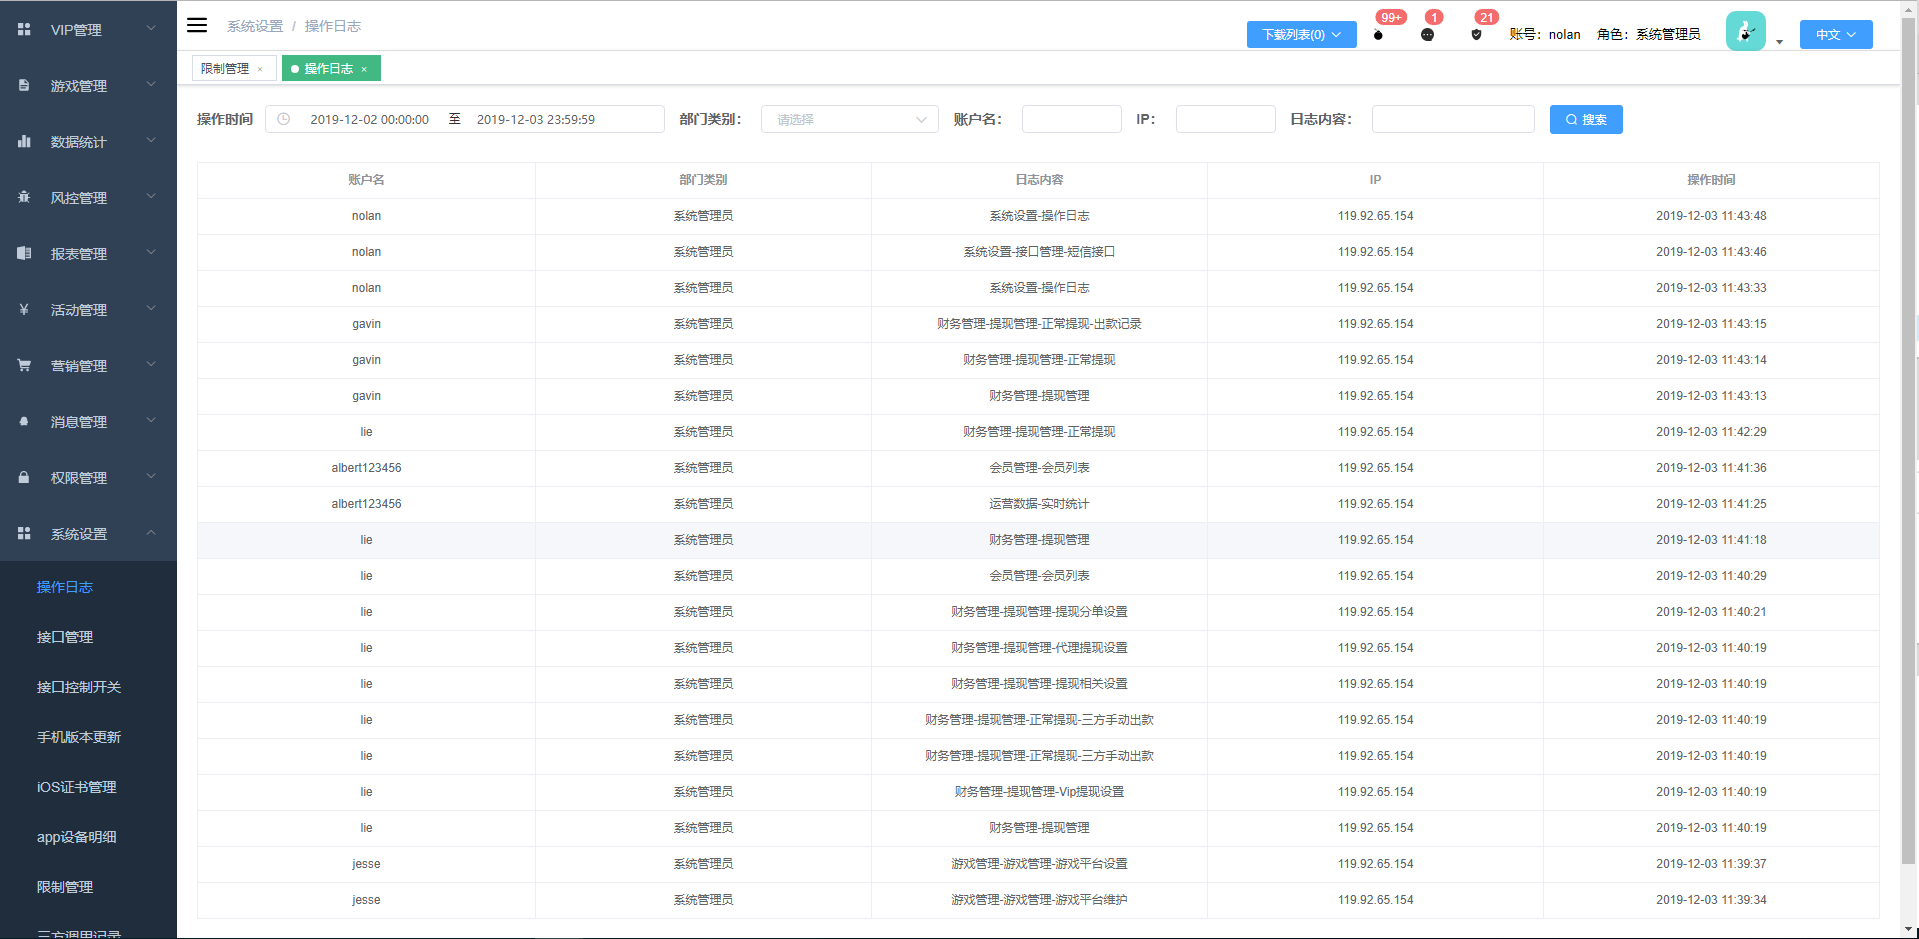 VIP管理
游戏管理
数据统计
风控管理
报表管理
活动管理
营销管理
消息管理
权限管理
系统设置
操作日志
接口管理
接口控制开关
手机版本更新
iOS证书管理
app设备明细
限制管理
三方调用记录
系统设置 / 操作日志
下载列表(0) 99+ 1 21 账号：nolan 角色：系统管理员 中文
限制管理 × 操作日志 ×
操作时间 2019-12-02 00:00:00 至 2019-12-03 23:59:59 部门类别： 请选择 账户名： IP： 日志内容： 搜索
账户名 部门类别 日志内容 IP 操作时间
nolan 系统管理员 系统设置-操作日志 119.92.65.154 2019-12-03 11:43:48
nolan 系统管理员 系统设置-接口管理-短信接口 119.92.65.154 2019-12-03 11:43:46
nolan 系统管理员 系统设置-操作日志 119.92.65.154 2019-12-03 11:43:33
gavin 系统管理员 财务管理-提现管理-正常提现-出款记录 119.92.65.154 2019-12-03 11:43:15
gavin 系统管理员 财务管理-提现管理-正常提现 119.92.65.154 2019-12-03 11:43:14
gavin 系统管理员 财务管理-提现管理 119.92.65.154 2019-12-03 11:43:13
lie 系统管理员 财务管理-提现管理-正常提现 119.92.65.154 2019-12-03 11:42:29
albert123456 系统管理员 会员管理-会员列表 119.92.65.154 2019-12-03 11:41:36
albert123456 系统管理员 运营数据-实时统计 119.92.65.154 2019-12-03 11:41:25
lie 系统管理员 财务管理-提现管理 119.92.65.154 2019-12-03 11:41:18
lie 系统管理员 会员管理-会员列表 119.92.65.154 2019-12-03 11:40:29
lie 系统管理员 财务管理-提现管理-提现分单设置 119.92.65.154 2019-12-03 11:40:21
lie 系统管理员 财务管理-提现管理-代理提现设置 119.92.65.154 2019-12-03 11:40:19
lie 系统管理员 财务管理-提现管理-提现相关设置 119.92.65.154 2019-12-03 11:40:19
lie 系统管理员 财务管理-提现管理-正常提现-三方手动出款 119.92.65.154 2019-12-03 11:40:19
lie 系统管理员 财务管理-提现管理-正常提现-三方手动出款 119.92.65.154 2019-12-03 11:40:19
lie 系统管理员 财务管理-提现管理-Vip提现设置 119.92.65.154 2019-12-03 11:40:19
lie 系统管理员 财务管理-提现管理 119.92.65.154 2019-12-03 11:40:19
jesse 系统管理员 游戏管理-游戏管理-游戏平台设置 119.92.65.154 2019-12-03 11:39:37
jesse 系统管理员 游戏管理-游戏管理-游戏平台维护 119.92.65.154 2019-12-03 11:39:34